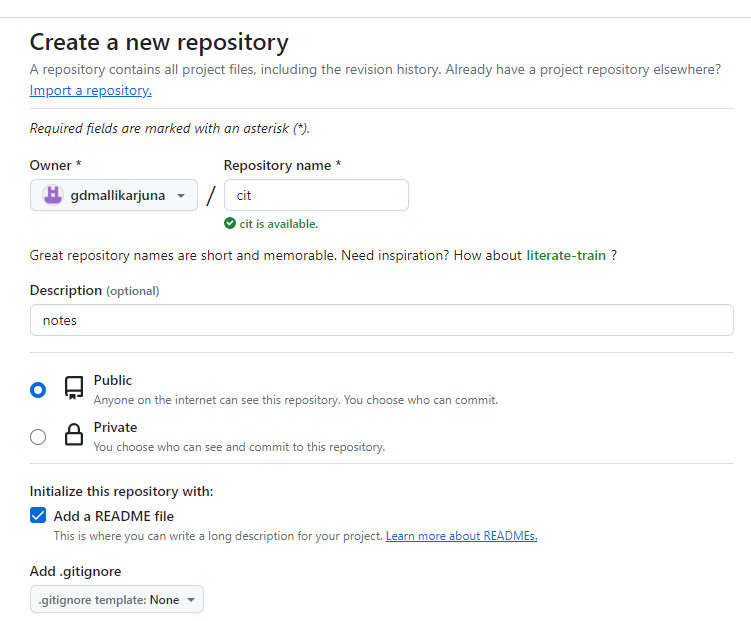 Create a new repository
A repository contains all project files, including the revision history. Already have a project repository elsewhere?
Import a repository.
Required fields are marked with an asterisk (*).
Owner * Repository name *
gdmallikarjuna / cit
cit is available.
Great repository names are short and memorable. Need inspiration? How about literate-train ?
Description (optional)
notes
Public
Anyone on the internet can see this repository. You choose who can commit.
Private
You choose who can see and commit to this repository.
Initialize this repository with:
Add a README file
This is where you can write a long description for your project. Learn more about READMEs.
Add .gitignore
.gitignore template: None